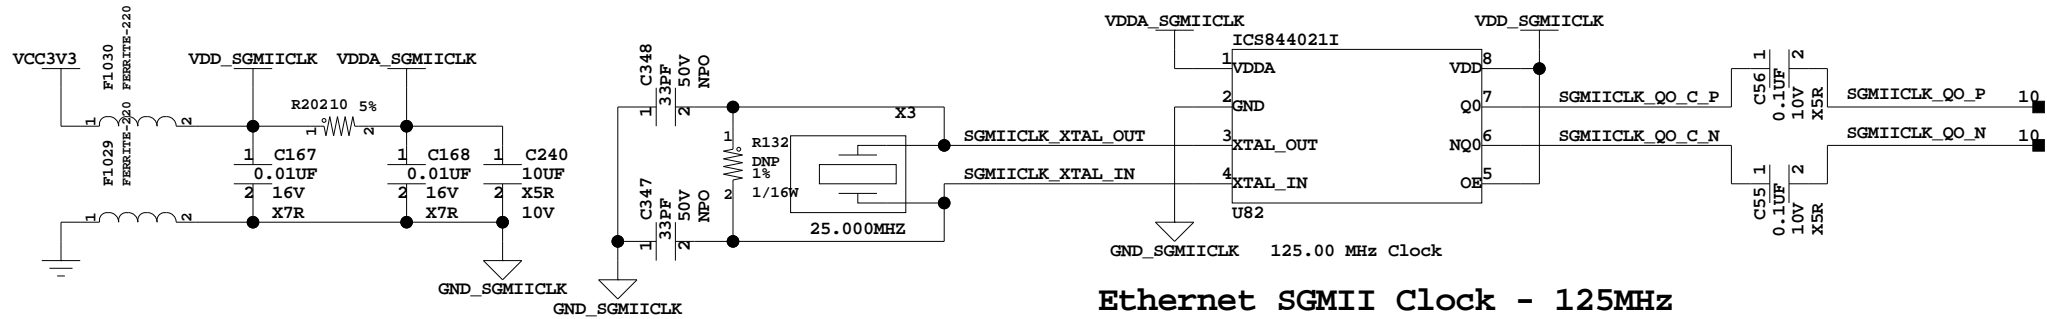 VCC3V3
F1030
FERRITE-220
1
2
F1029
FERRITE-220
1
2
VDD_SGMIICLK
VDDA_SGMIICLK
R20210 5%
1
2
1
C167
0.01UF
2
16V
X7R
1
C168
0.01UF
2
16V
X7R
1
C240
10UF
2
X5R
10V
GND_SGMIICLK
C348
33PF
50V
NPO
1
2
C347
33PF
50V
NPO
1
2
GND_SGMIICLK
1
R132
DNP
1%
2
1/16W
X3
25.000MHZ
SGMIICLK_XTAL_OUT
SGMIICLK_XTAL_IN
VDDA_SGMIICLK
VDD_SGMIICLK
ICS844021I
1
VDDA
2
GND
3
XTAL_OUT
4
XTAL_IN
8
VDD
7
Q0
6
NQ0
5
OE
U82
GND_SGMIICLK
125.00 MHz Clock
SGMIICLK_QO_C_P
SGMIICLK_QO_C_N
C56
0.1UF
10V
X5R
1
2
C55
0.1UF
10V
X5R
1
2
SGMIICLK_QO_P
10
SGMIICLK_QO_N
10
Ethernet SGMII Clock - 125MHz